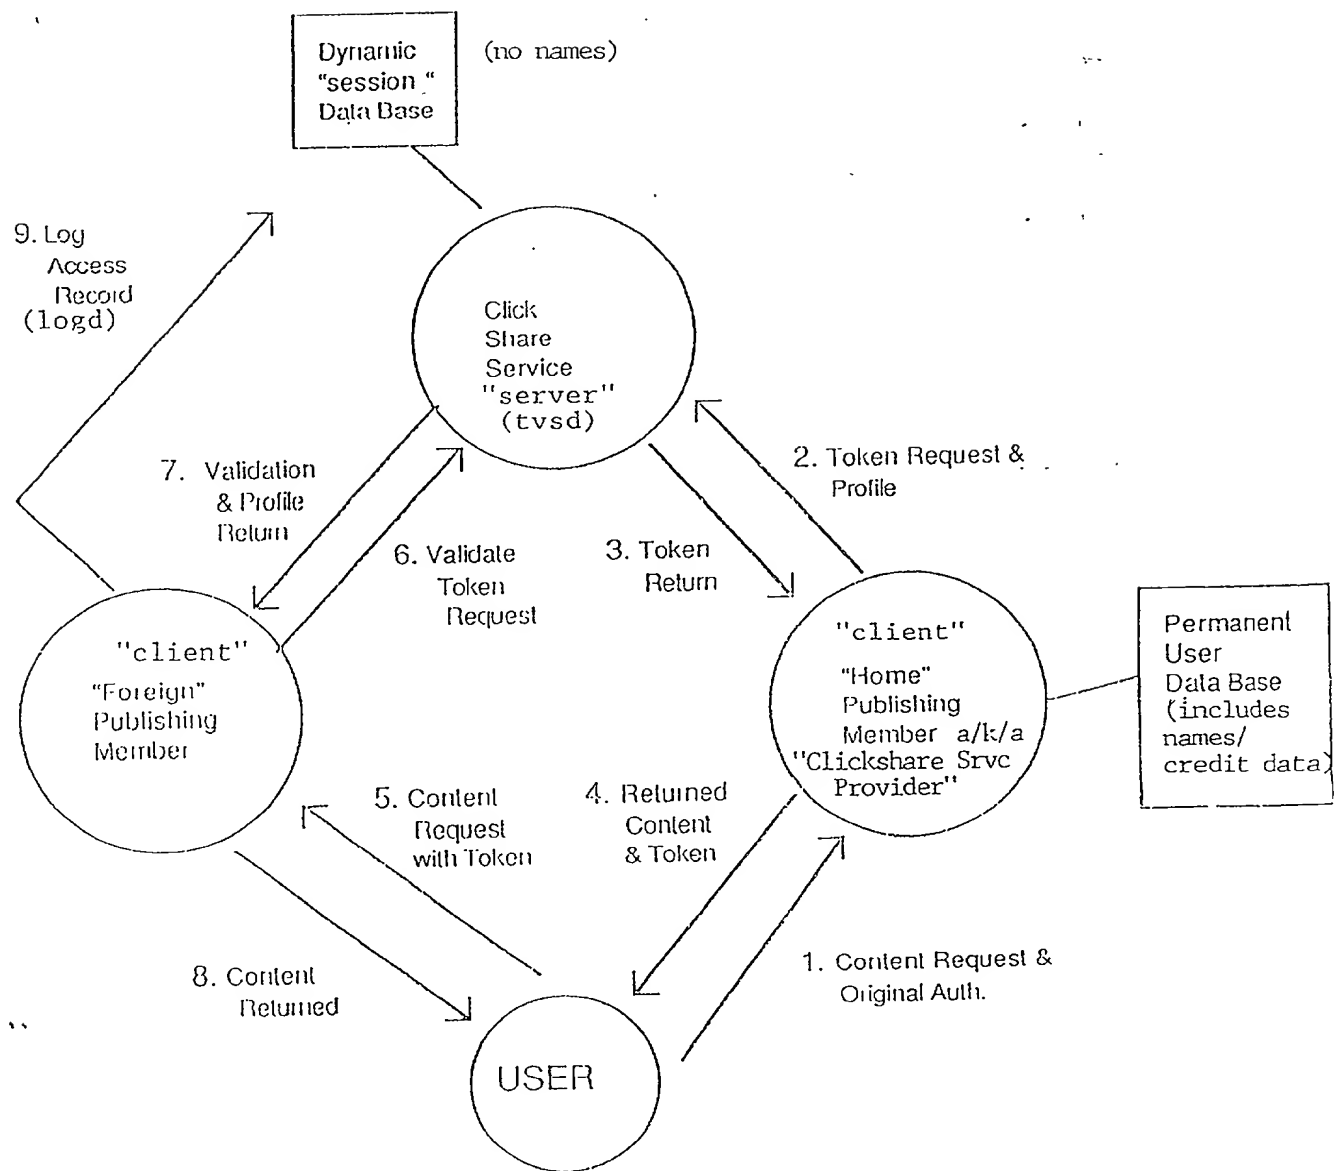 Dynamic
"session "
Data Base
(no names)
9. Log
Access
Record
(logd)
Click
Share
Service
"server"
(tvsd)
7. Validation
& Profile
Return
6. Validate
Token
Request
3. Token
Return
2. Token Request &
Profile
"client"
"Foreign"
Publishing
Member
"client"
"Home"
Publishing
Member a/k/a
"Clickshare Srvc
Provider"
Permanent
User
Data Base
(includes
names/
credit data)
5. Content
Request
with Token
4. Returned
Content
& Token
8. Content
Returned
1. Content Request &
Original Auth.
USER